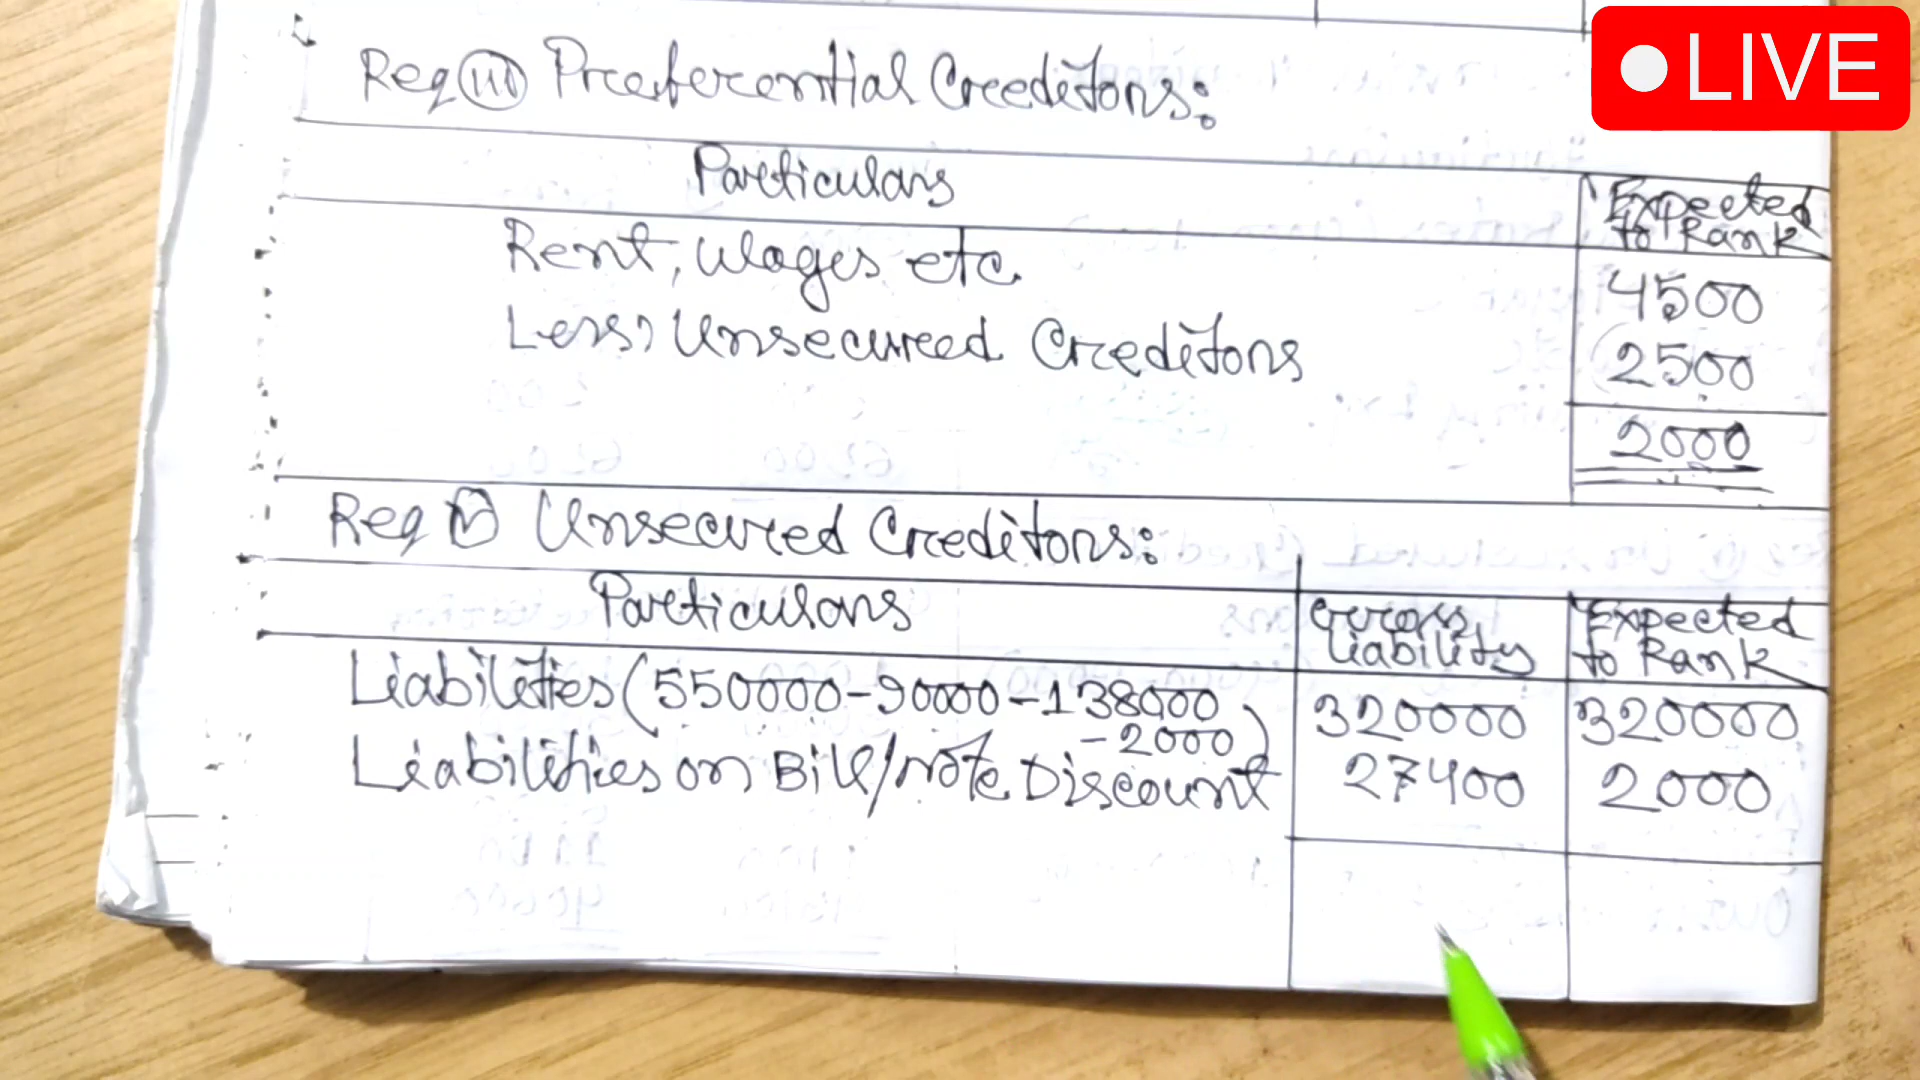 LIVE
Req (iii) Preferential Creditors:
Particulars Expected to Rank
Rent, Wages etc. 4500
Less: Unsecured Creditors 2500
2000
Req (iv) Unsecured Creditors:
Particulars Gross Liability Expected to Rank
Liabilities (550000-90000-138000 320000 320000
-2000)
Liabilities on Bill/note Discount 27400 2000